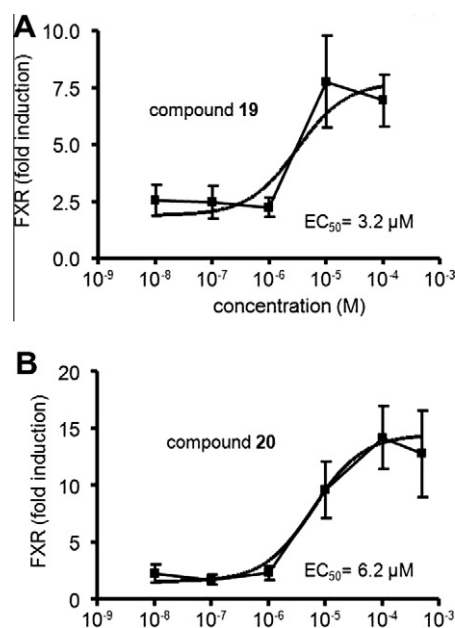 A
10.0
7.5
5.0
2.5
0.0
FXR (fold induction)
compound 19
EC₅₀= 3.2 µM
10⁻⁹ 10⁻⁸ 10⁻⁷ 10⁻⁶ 10⁻⁵ 10⁻⁴ 10⁻³
concentration (M)
B
20
15
10
5
0
FXR (fold induction)
compound 20
EC₅₀= 6.2 µM
10⁻⁹ 10⁻⁸ 10⁻⁷ 10⁻⁶ 10⁻⁵ 10⁻⁴ 10⁻³